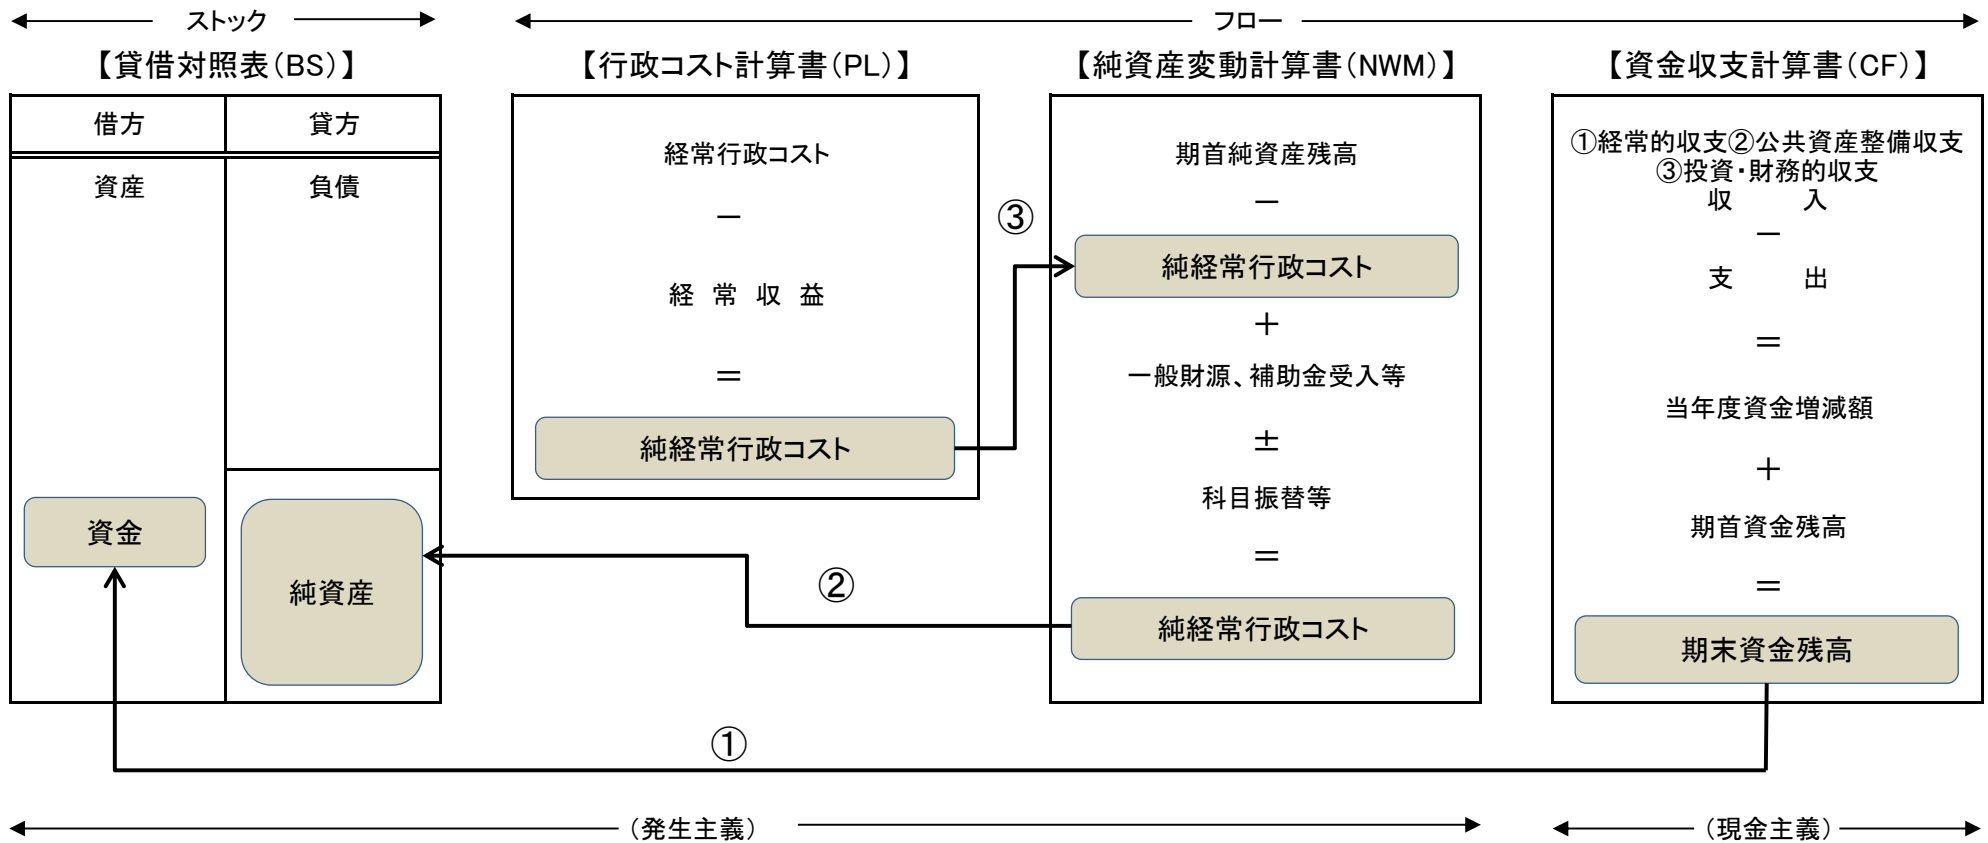 ストック
フロー
【貸借対照表(BS)】
【行政コスト計算書(PL)】
【純資産変動計算書(NWM)】
【資金収支計算書(CF)】
借方
貸方
資産
負債
資金
純資産
経常行政コスト
－
経 常 収 益
＝
純経常行政コスト
③
期首純資産残高
－
純経常行政コスト
＋
一般財源、補助金受入等
±
科目振替等
＝
純経常行政コスト
②
①経常的収支②公共資産整備収支
③投資・財務的収支
収 入
－
支 出
＝
当年度資金増減額
＋
期首資金残高
＝
期末資金残高
①
(発生主義)
(現金主義)